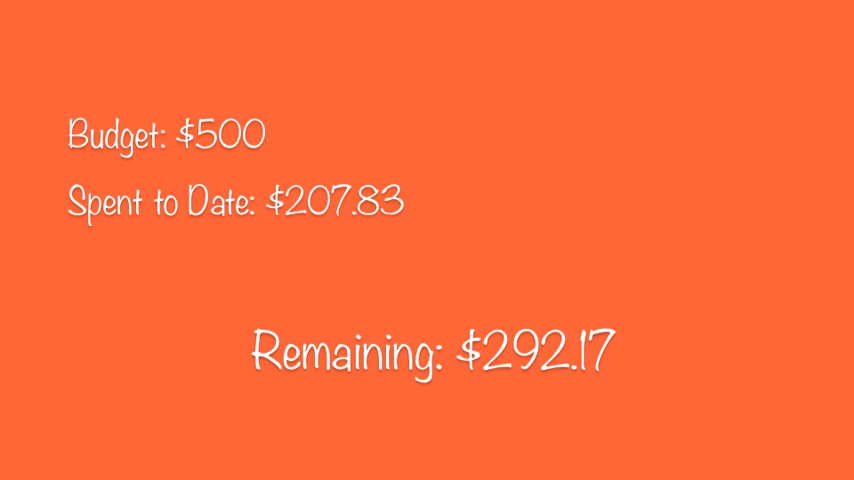 Budget: $500
Spent to Date: $207.83
Remaining: $292.17